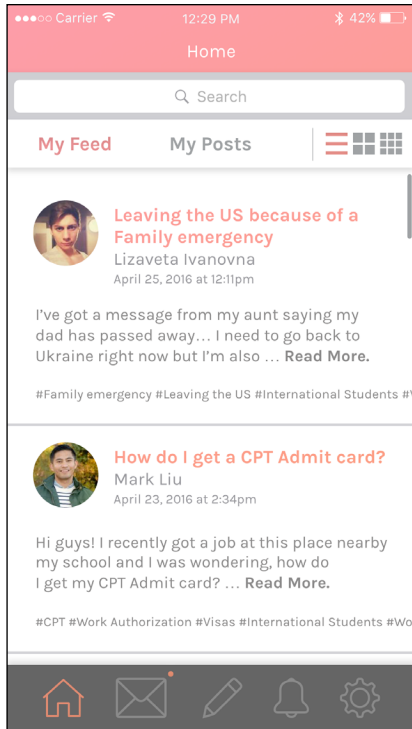 Carrier 12:29 PM 42%
Home
Search
My Feed My Posts
Leaving the US because of a
Family emergency
Lizaveta Ivanovna
April 25, 2016 at 12:11pm
I've got a message from my aunt saying my
dad has passed away... I need to go back to
Ukraine right now but I'm also ... Read More.
#Family emergency #Leaving the US #International Students
How do I get a CPT Admit card?
Mark Liu
April 23, 2016 at 2:34pm
Hi guys! I recently got a job at this place nearby
my school and I was wondering, how do
I get my CPT Admit card? ... Read More.
#CPT #Work Authorization #Visas #International Students #Wo